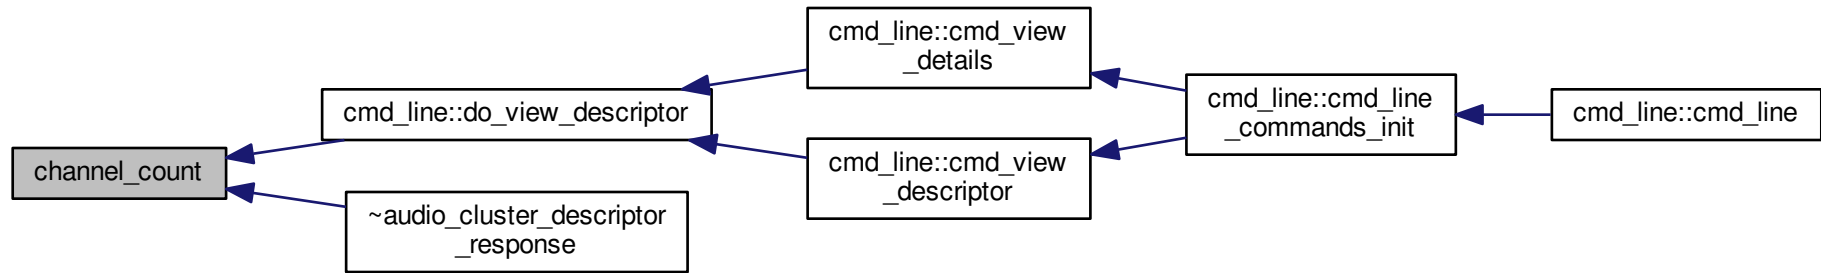 channel_count
cmd_line::do_view_descriptor
~audio_cluster_descriptor
_response
cmd_line::cmd_view
_details
cmd_line::cmd_view
_descriptor
cmd_line::cmd_line
_commands_init
cmd_line::cmd_line